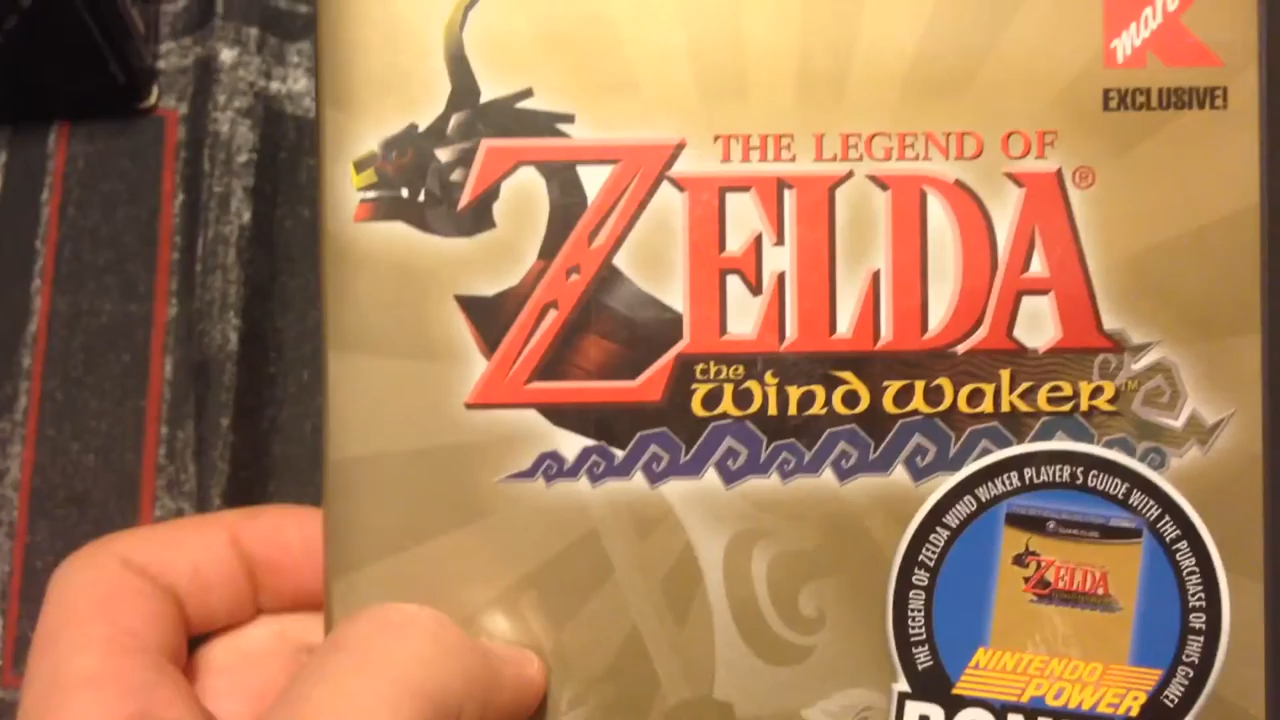 mart
EXCLUSIVE!
THE LEGEND OF
ZELDA®
the
Wind Waker™
THE LEGEND OF ZELDA WIND WAKER PLAYER'S GUIDE WITH THE PURCHASE OF THIS GAME!
ZELDA
NINTENDO
POWER